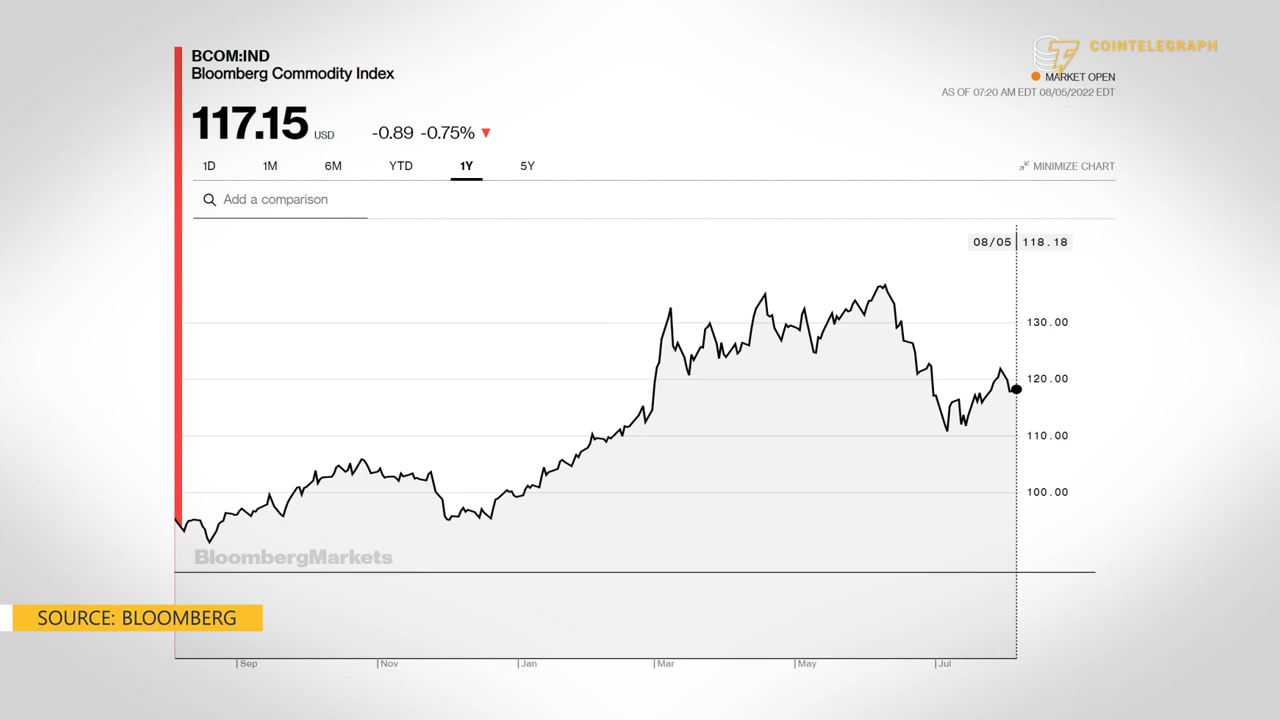 BCOM:IND
Bloomberg Commodity Index
COINTELEGRAPH
MARKET OPEN
AS OF 07:20 AM EDT 08/05/2022 EDT
117.15 USD -0.89 -0.75%
1D 1M 6M YTD 1Y 5Y
MINIMIZE CHART
Add a comparison
08/05 118.18
130.00
120.00
110.00
100.00
BloombergMarkets
SOURCE: BLOOMBERG
Sep Nov Jan Mar May Jul